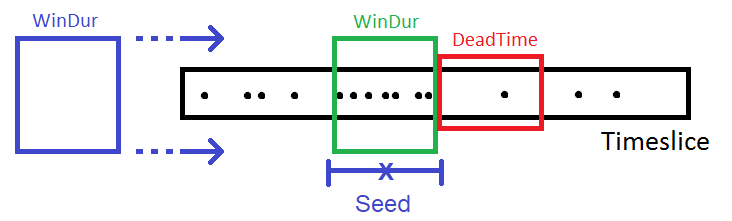 WinDur
WinDur
DeadTime
Timeslice
x
Seed